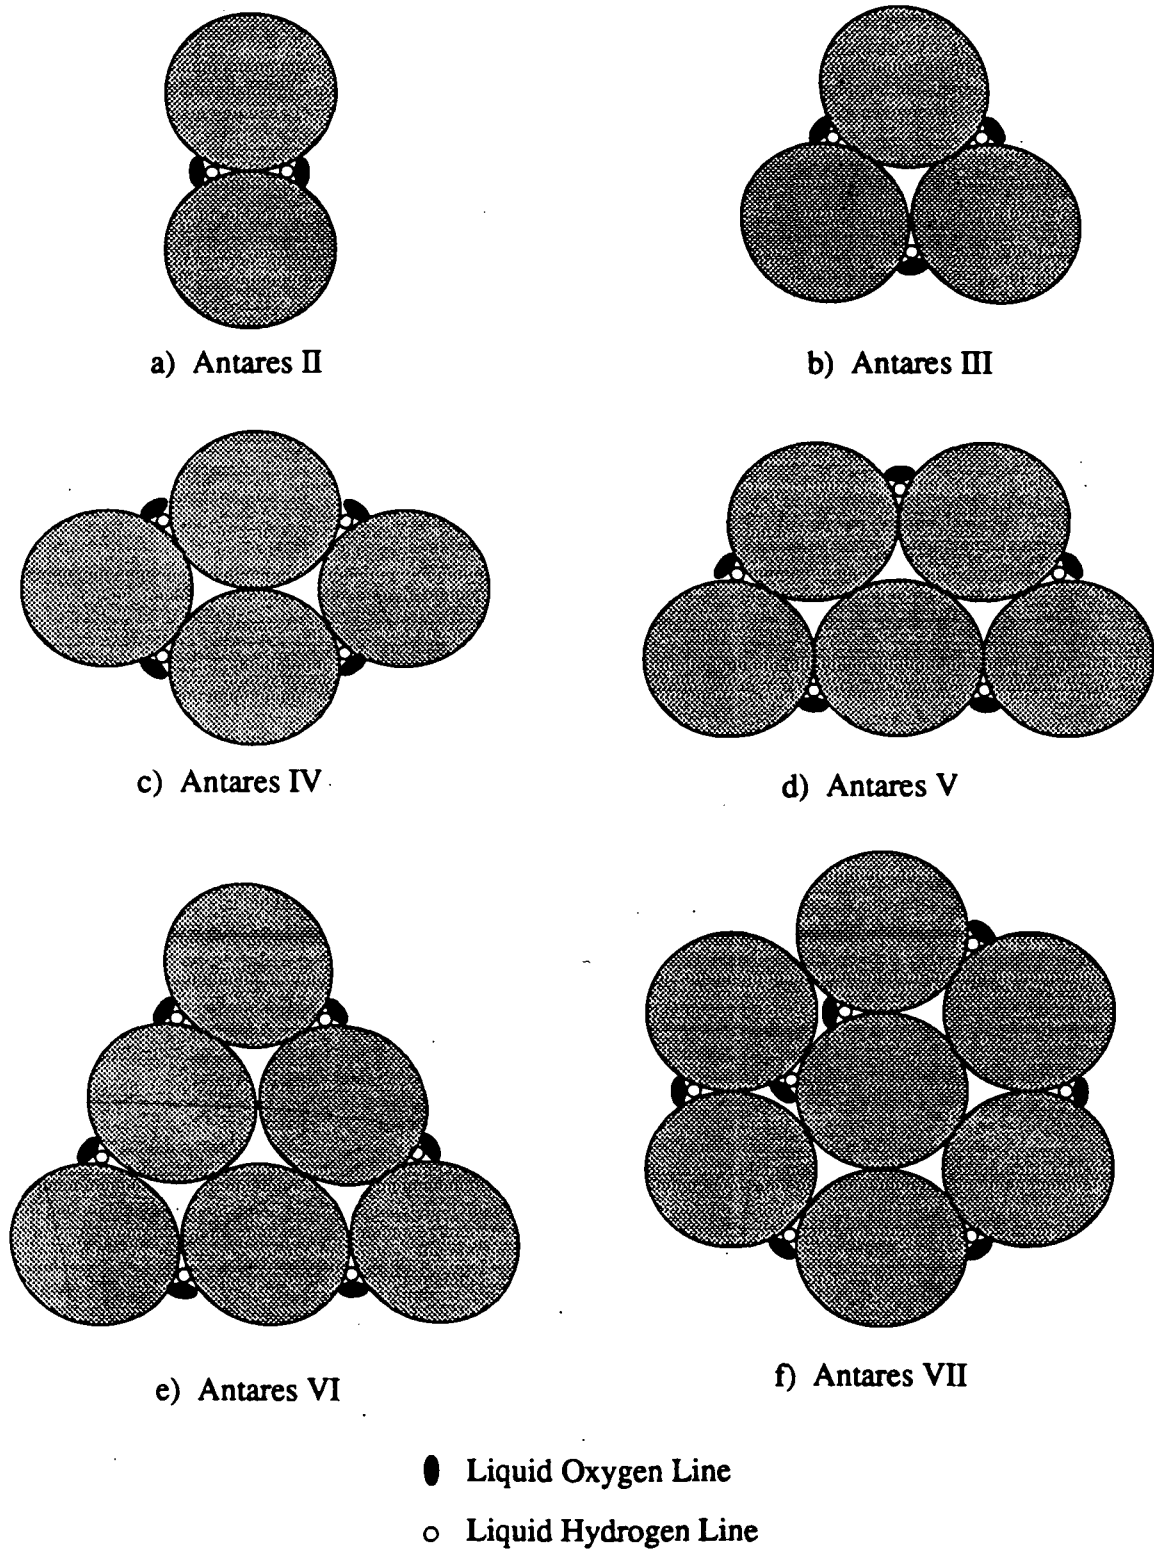 a) Antares II
b) Antares III
c) Antares IV
d) Antares V
e) Antares VI
f) Antares VII
Liquid Oxygen Line
Liquid Hydrogen Line